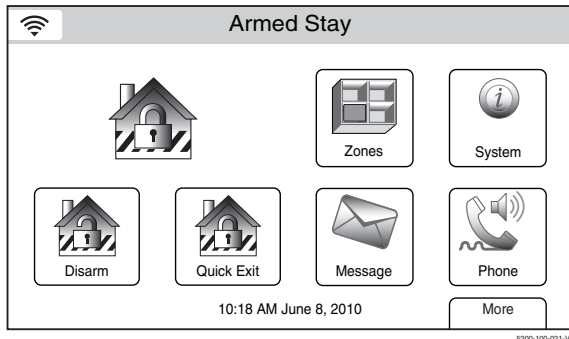 Armed Stay
Zones
System
Disarm
Quick Exit
Message
Phone
10:18 AM June 8, 2010
More